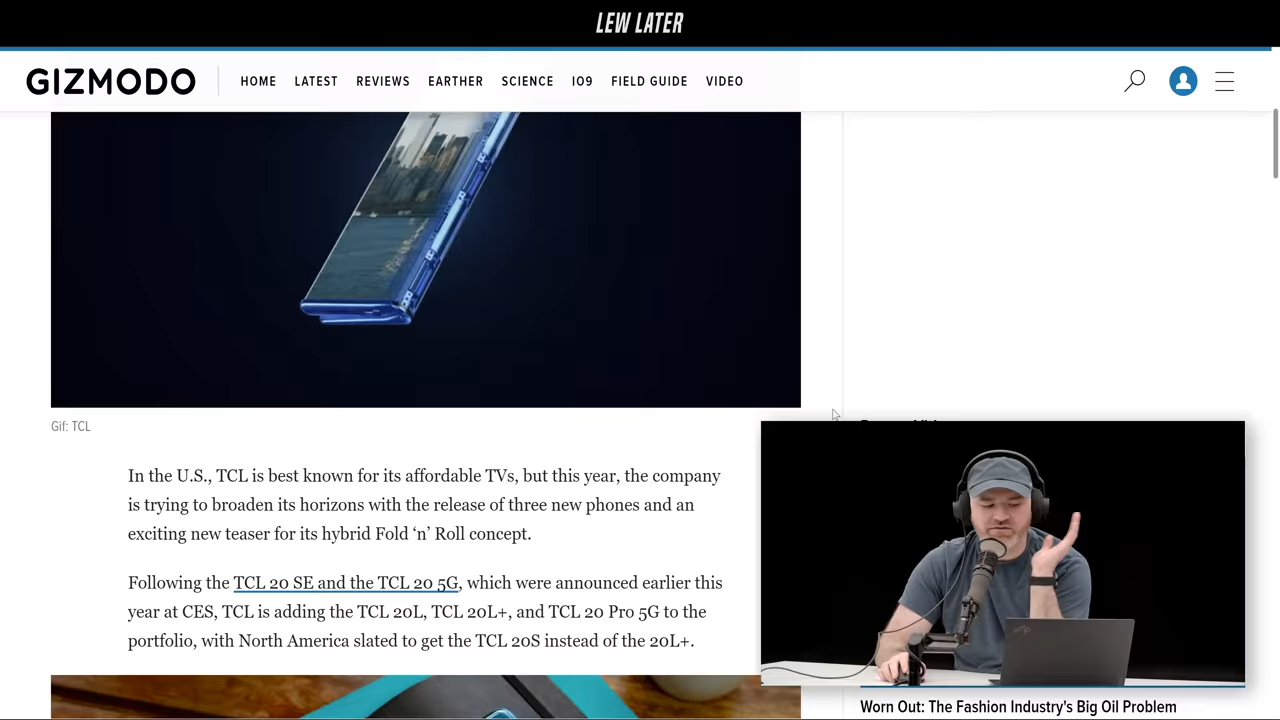 LEW LATER
GIZMODO
HOME LATEST REVIEWS EARTHER SCIENCE IO9 FIELD GUIDE VIDEO
Gif: TCL
In the U.S., TCL is best known for its affordable TVs, but this year, the company
is trying to broaden its horizons with the release of three new phones and an
exciting new teaser for its hybrid Fold ‘n’ Roll concept.
Following the TCL 20 SE and the TCL 20 5G, which were announced earlier this
year at CES, TCL is adding the TCL 20L, TCL 20L+, and TCL 20 Pro 5G to the
portfolio, with North America slated to get the TCL 20S instead of the 20L+.
Worn Out: The Fashion Industry's Big Oil Problem